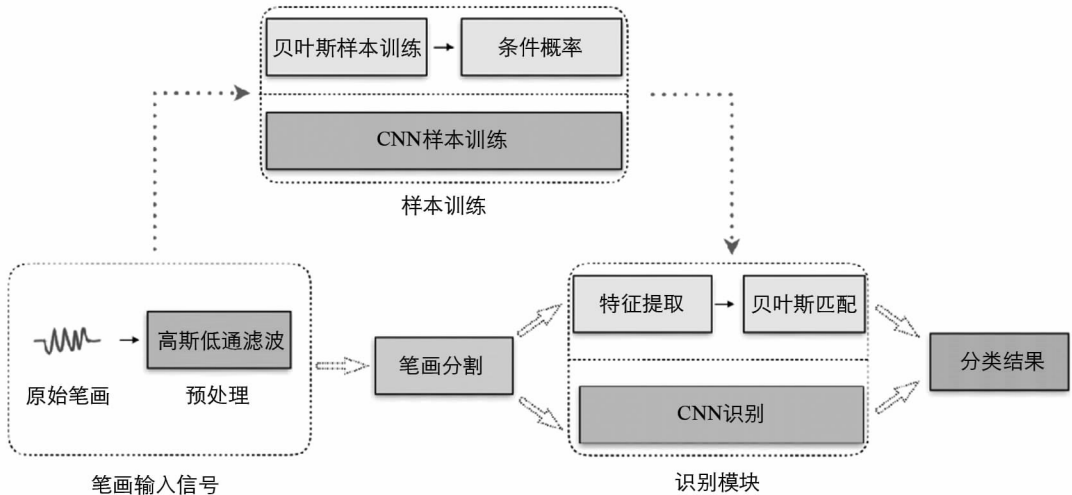 贝叶斯样本训练
条件概率
CNN样本训练
样本训练
原始笔画
高斯低通滤波
预处理
笔画输入信号
笔画分割
特征提取
贝叶斯匹配
CNN识别
识别模块
分类结果